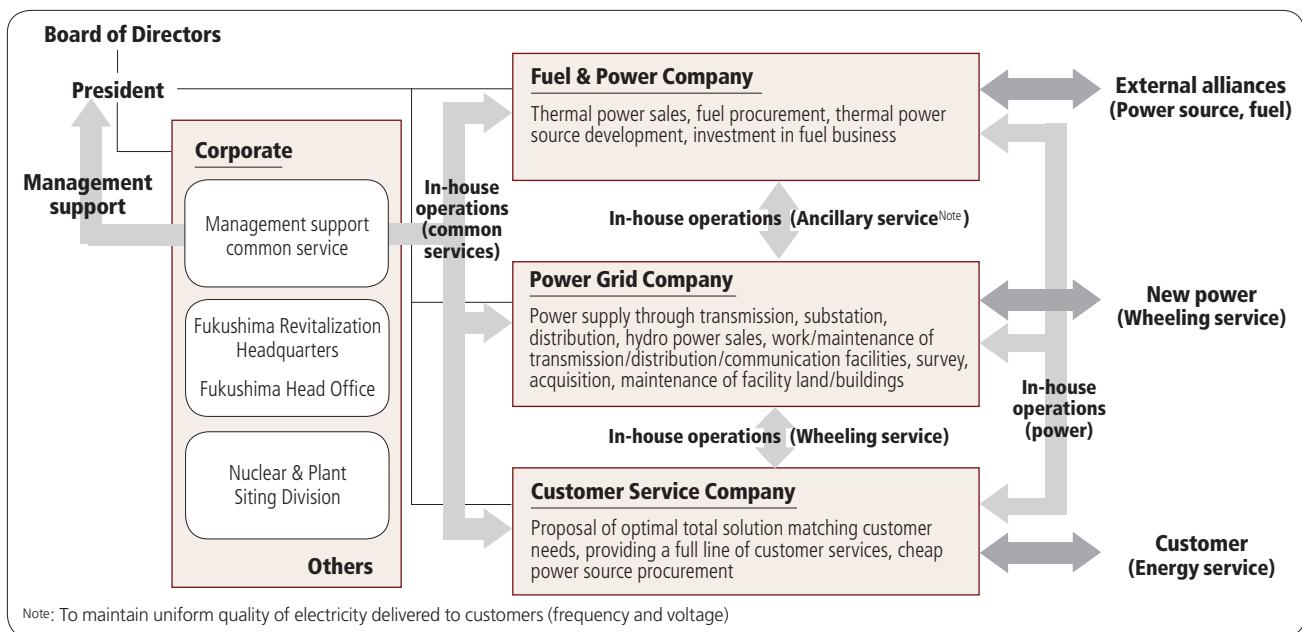 Board of Directors
President
Management
support
Corporate
Management support
common service
Fukushima Revitalization
Headquarters
Fukushima Head Office
Nuclear & Plant
Siting Division
Others
In-house
operations
(common
services)
Fuel & Power Company
Thermal power sales, fuel procurement, thermal power
source development, investment in fuel business
In-house operations (Ancillary serviceNote)
Power Grid Company
Power supply through transmission, substation,
distribution, hydro power sales, work/maintenance of
transmission/distribution/communication facilities, survey,
acquisition, maintenance of facility land/buildings
In-house operations (Wheeling service)
Customer Service Company
Proposal of optimal total solution matching customer
needs, providing a full line of customer services, cheap
power source procurement
External alliances
(Power source, fuel)
New power
(Wheeling service)
In-house
operations
(power)
Customer
(Energy service)
Note: To maintain uniform quality of electricity delivered to customers (frequency and voltage)